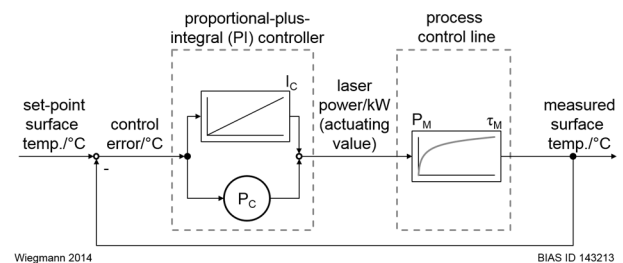 proportional-plus-
integral (PI) controller
process
control line
set-point
surface
temp./°C
control
error/°C
-
I_C
P_C
laser
power/kW
(actuating
value)
P_M
τ_M
measured
surface
temp./°C
Wiegmann 2014
BIAS ID 143213